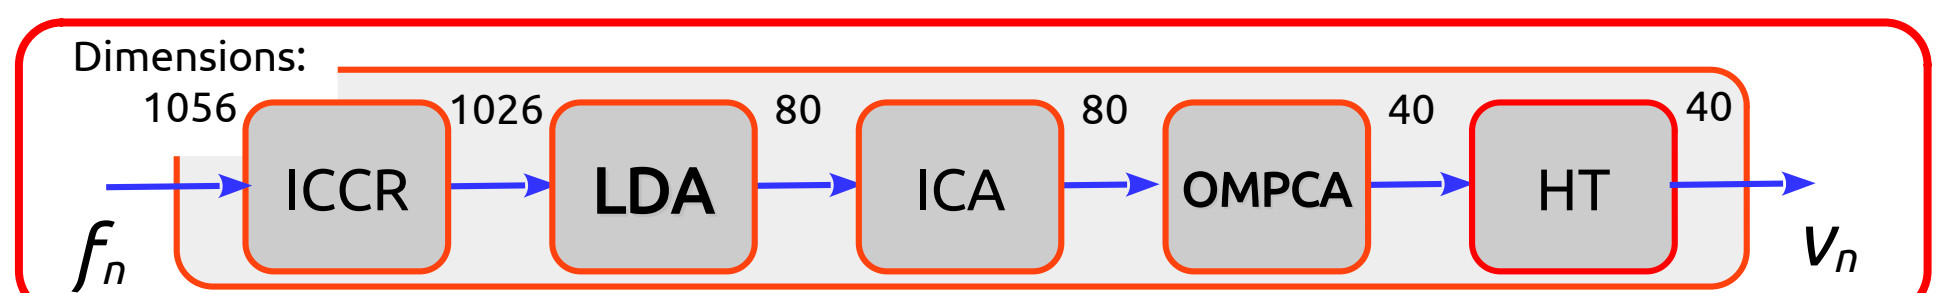 Dimensions:
1056 1026 80 80 40 40
ICCR LDA ICA OMPCA HT
fn vn